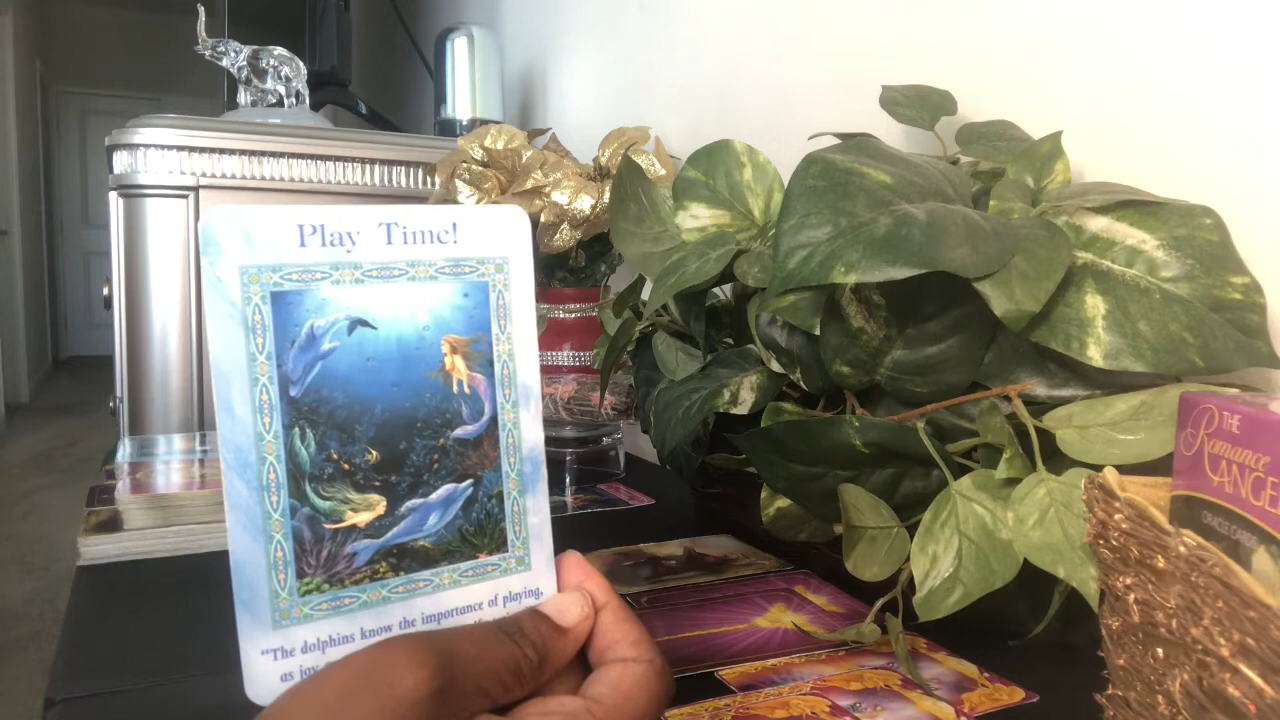 Play Time!
"The dolphins know the importance of playing,
as joy
THE
Romance
ANGE
ORACLE CARDS